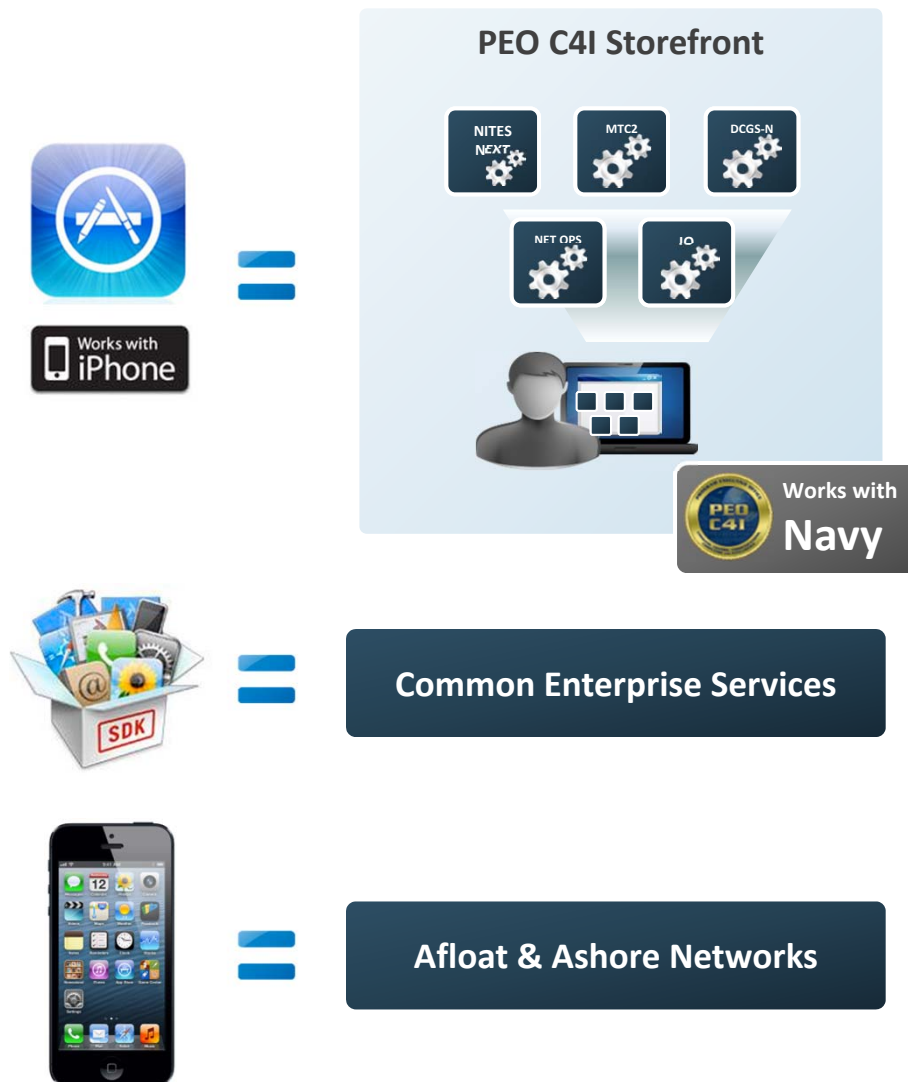 PEO C4I Storefront
NITES
NEXT
MTC2
DCGS-N
NET OPS
IO
Works with
iPhone
PEO
C4I
Works with
Navy
SDK
Common Enterprise Services
12
Afloat & Ashore Networks